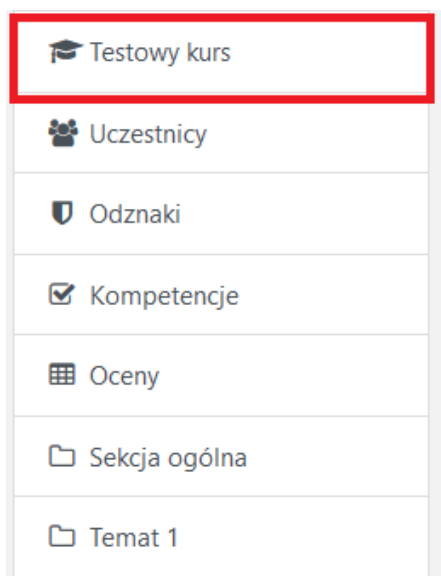 Testowy kurs
Uczestnicy
Odznaki
Kompetencje
Oceny
Sekcja ogólna
Temat 1